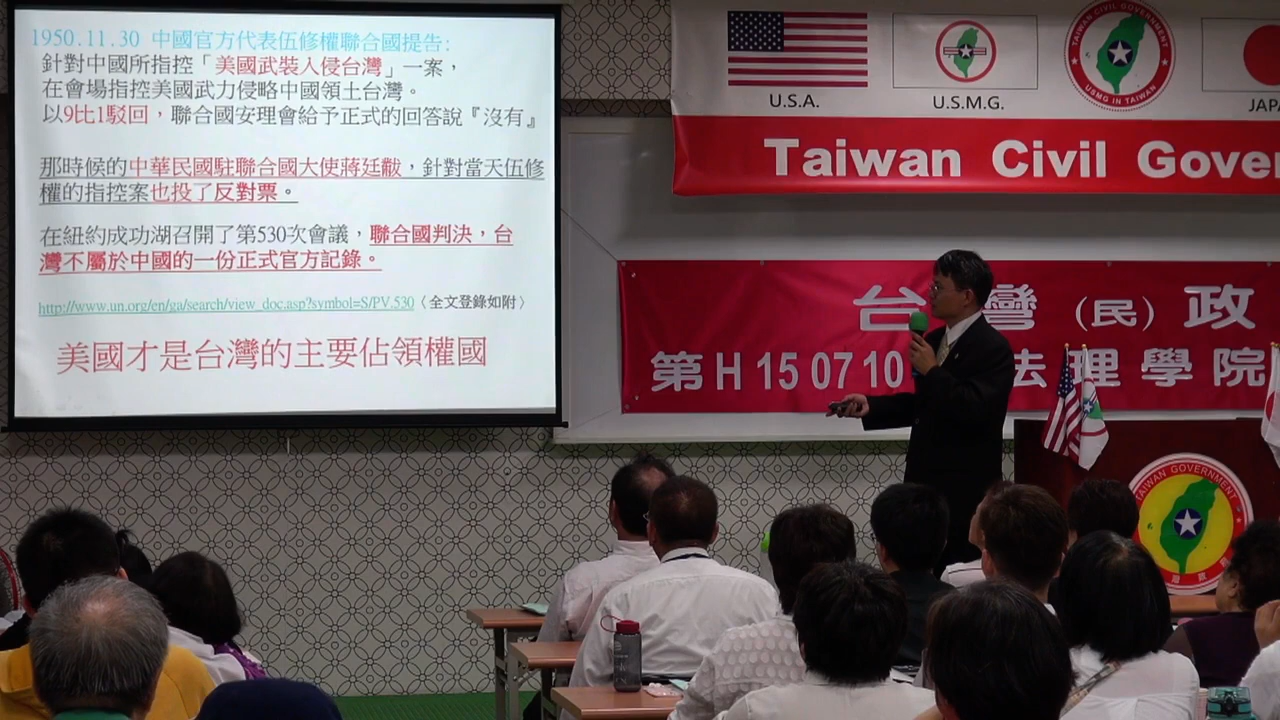 1950.11.30 中國官方代表伍修權聯合國提告:
針對中國所指控「美國武裝入侵台灣」一案，
在會場指控美國武力侵略中國領土台灣。
以9比1駁回，聯合國安理會給予正式的回答說『沒有』
那時候的中華民國駐聯合國大使蔣廷黻，針對當天伍修
權的指控案也投了反對票。
在紐約成功湖召開了第530次會議，聯合國判決，台
灣不屬於中國的一份正式官方記錄。
http://www.un.org/en/ga/search/view_doc.asp?symbol=S/PV.530〈全文登錄如附〉
美國才是台灣的主要佔領權國
U.S.A.
U.S.M.G.
TAIWAN CIVIL GOVERNMENT
USMG IN TAIWAN
JAPA
Taiwan Civil Gover
台灣（民）政
第H 15 07 10 法理學院
TAIWAN GOVERNMENT